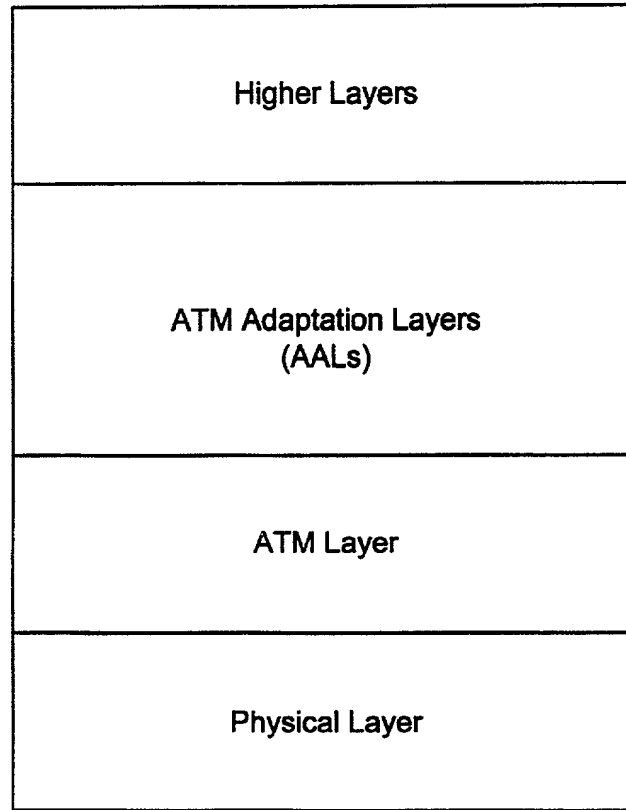 Higher Layers
ATM Adaptation Layers
(AALs)
ATM Layer
Physical Layer